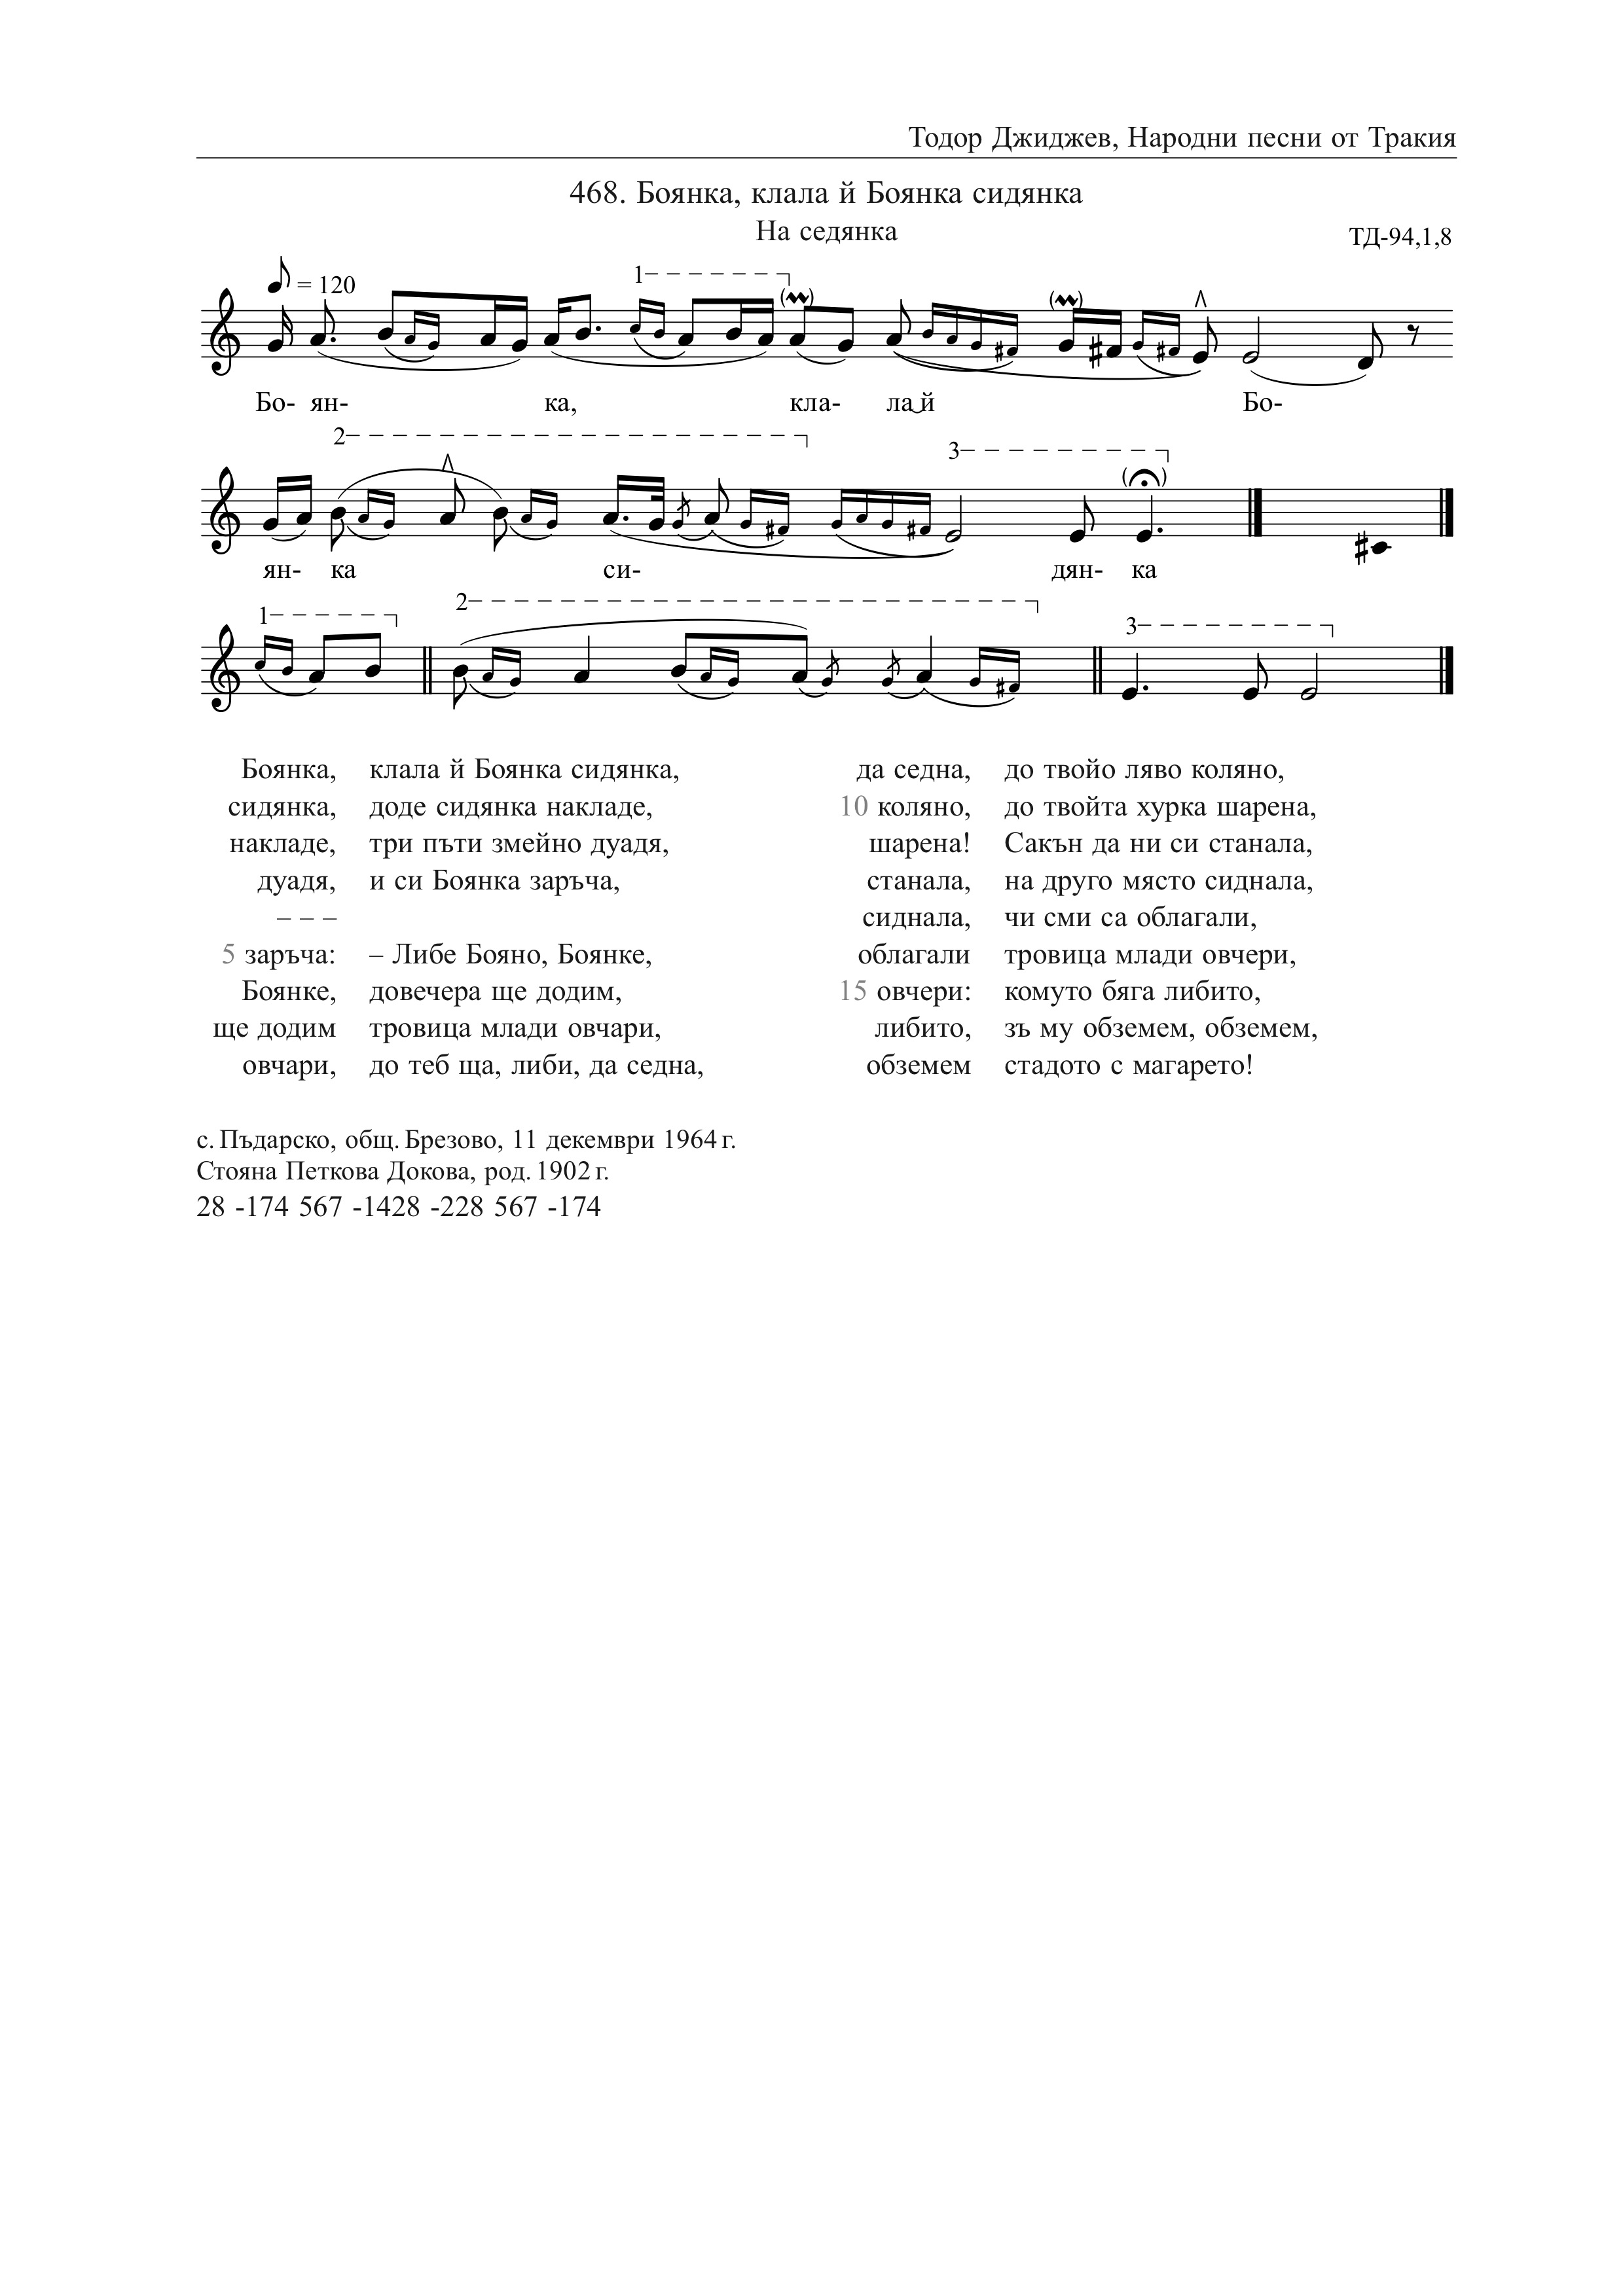 Тодор Джиджев, Народни песни от Тракия
468. Боянка, клала й Боянка сидянка
На седянка
ТД-94,1,8
= 120
1
Бо- ян- ка, кла- ла й Бо-
2
3
ян- ка си- дян- ка
1
2
3
Боянка, клала й Боянка сидянка,
сидянка, доде сидянка накладе,
накладе, три пъти змейно дуадя,
дуадя, и си Боянка заръча,
– – –
5 заръча: – Либе Бояно, Боянке,
Боянке, довечера ще додим,
ще додим тровица млади овчари,
овчари, до теб ща, либи, да седна,
да седна, до твойо ляво коляно,
10 коляно, до твойта хурка шарена,
шарена! Сакън да ни си станала,
станала, на друго място сиднала,
сиднала, чи сми са облагали,
облагали тровица млади овчери,
15 овчери: комуто бяга либито,
либито, зъ му обземем, обземем,
обземем стадото с магарето!
с. Пъдарско, общ. Брезово, 11 декември 1964 г.
Стояна Петкова Докова, род. 1902 г.
28 -174 567 -1428 -228 567 -174